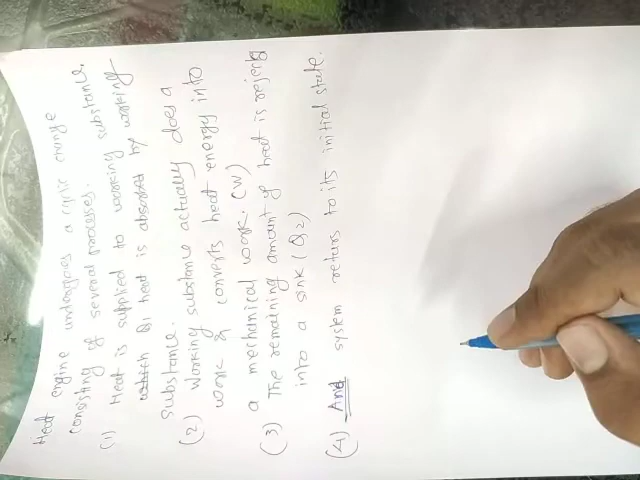 Heat engine undergoes a cyclic change
consisting of several processes.
(1) Heat is supplied to working substance,
which Q1 heat is absorbed by working
substance.
(2) Working substance actually does a
work & converts heat energy into
a mechanical work. (W)
(3) The remaining amount of heat is rejectg
into a sink (Q2)
(4) And system returs to its initial state.